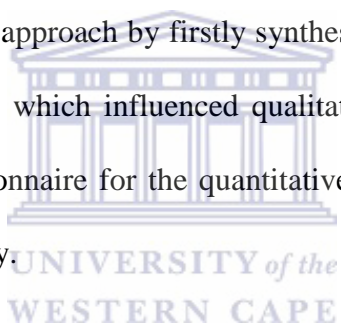 approach by firstly synthes
which influenced qualitat
onnaire for the quantitative
y.
UNIVERSITY of the
WESTERN CAPE